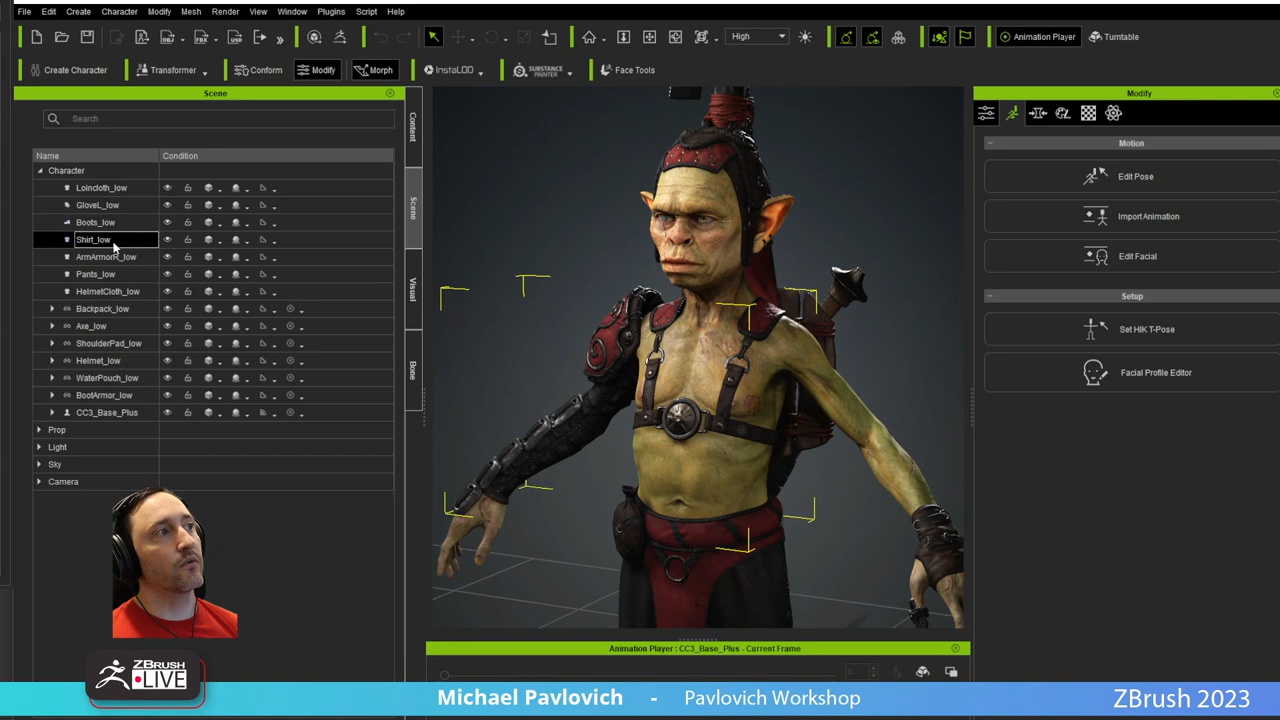 File Edit Create Character Modify Mesh Render View Window Plugins Script Help
High Animation Player Turntable
Create Character Transformer Conform Modify Morph InstaLOD SUBSTANCE PAINTER Face Tools
Scene
Search
Name Condition
Character
Loincloth_low
GloveL_low
Boots_low
Shirt_low
ArmArmorR_low
Pants_low
HelmetCloth_low
Backpack_low
Axe_low
ShoulderPad_low
Helmet_low
WaterPouch_low
BootArmor_low
CC3_Base_Plus
Prop
Light
Sky
Camera
Content
Scene
Visual
Bone
Modify
Motion
Edit Pose
Import Animation
Edit Facial
Setup
Set HIK T-Pose
Facial Profile Editor
Animation Player : CC3_Base_Plus - Current Frame
ZBRUSH
LIVE
Michael Pavlovich - Pavlovich Workshop ZBrush 2023